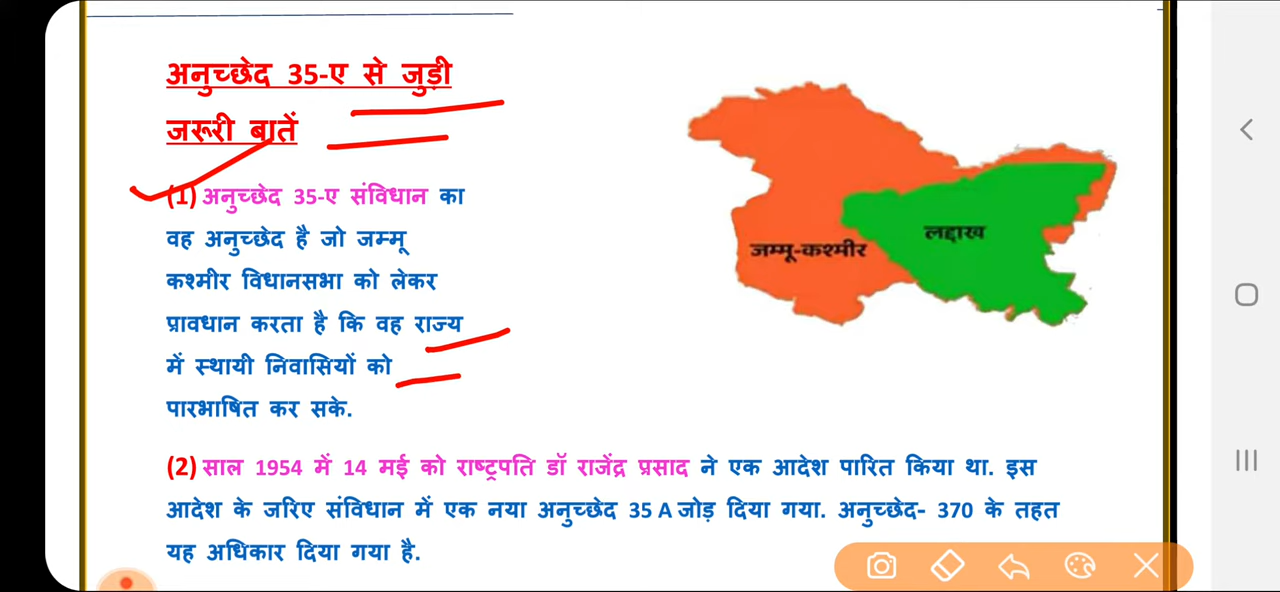 अनुच्छेद 35-ए से जुड़ी
जरूरी बातें
(1) अनुच्छेद 35-ए संविधान का
वह अनुच्छेद है जो जम्मू
कश्मीर विधानसभा को लेकर
प्रावधान करता है कि वह राज्य
में स्थायी निवासियों को
पारभाषित कर सके.
जम्मू-कश्मीर
लद्दाख
(2) साल 1954 में 14 मई को राष्ट्रपति डॉ राजेंद्र प्रसाद ने एक आदेश पारित किया था. इस
आदेश के जरिए संविधान में एक नया अनुच्छेद 35 A जोड़ दिया गया. अनुच्छेद- 370 के तहत
यह अधिकार दिया गया है.